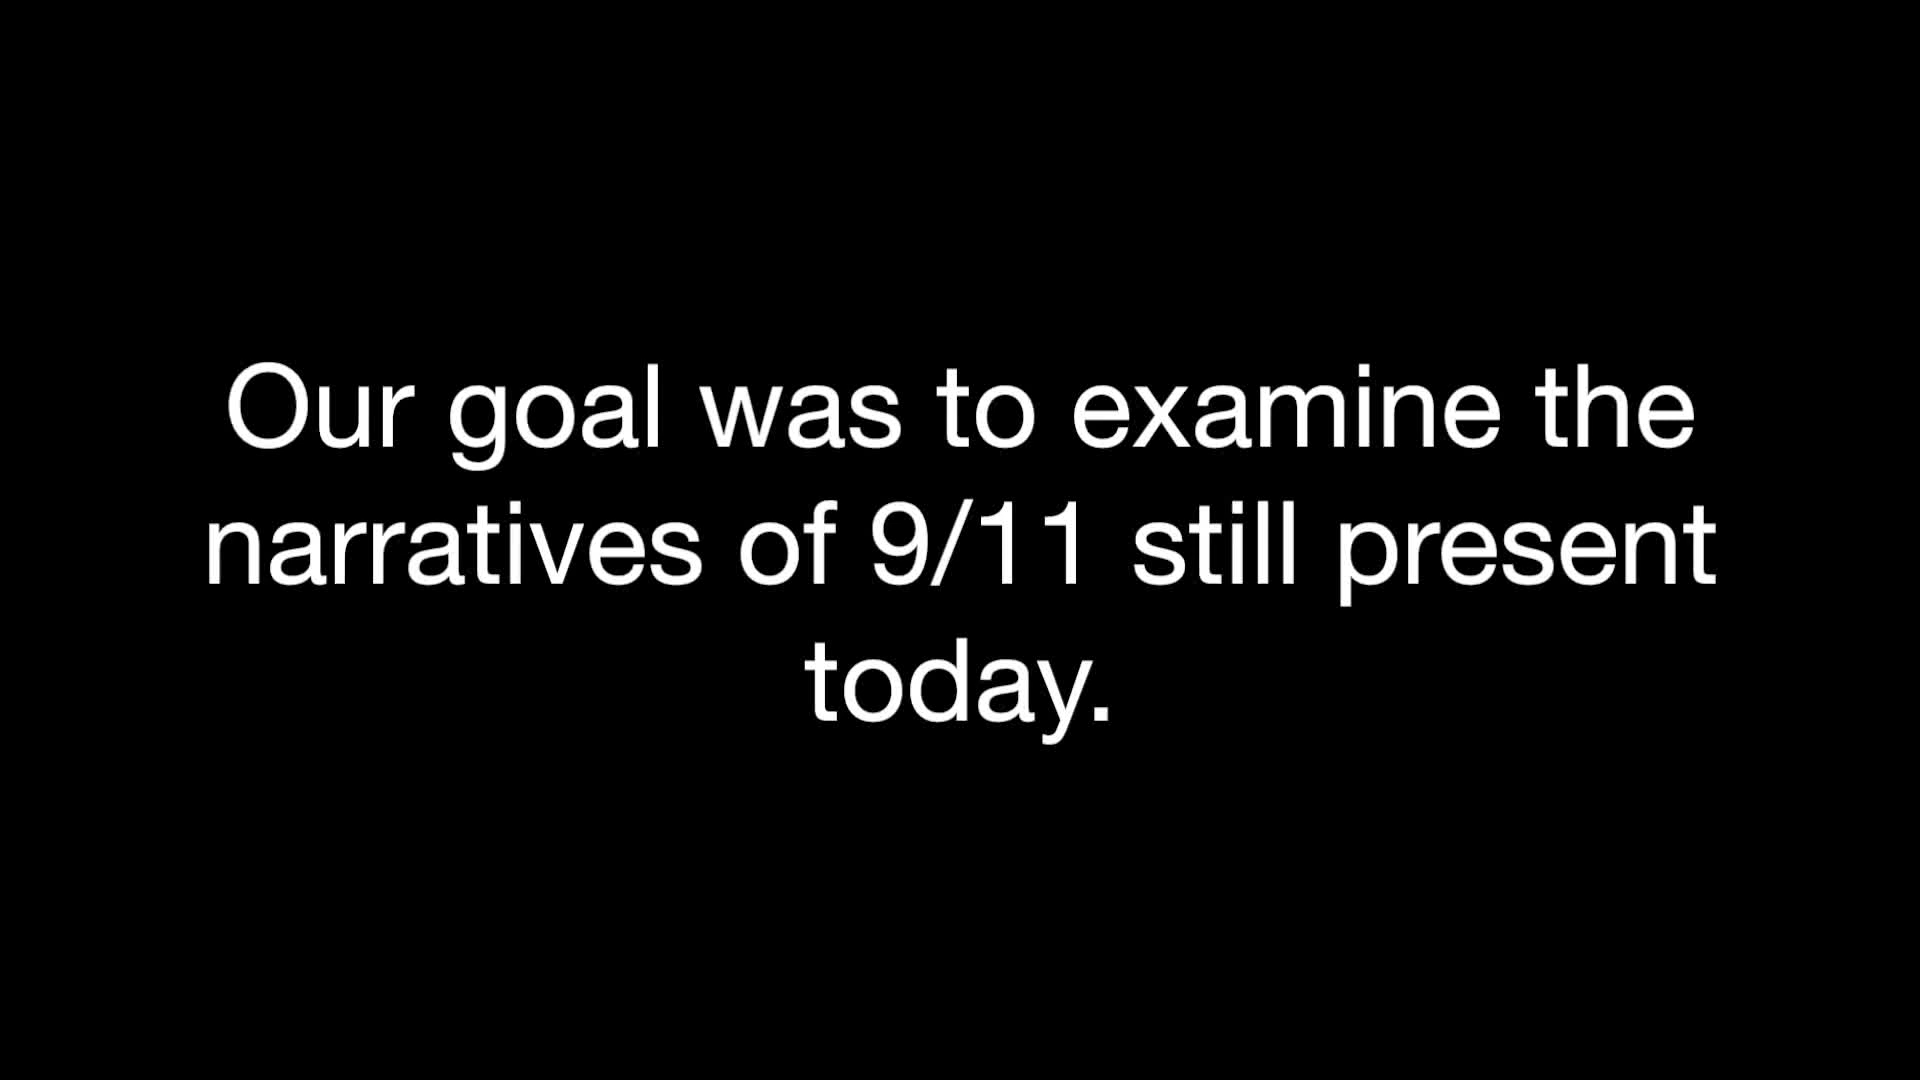 Our goal was to examine the
narratives of 9/11 still present
today.